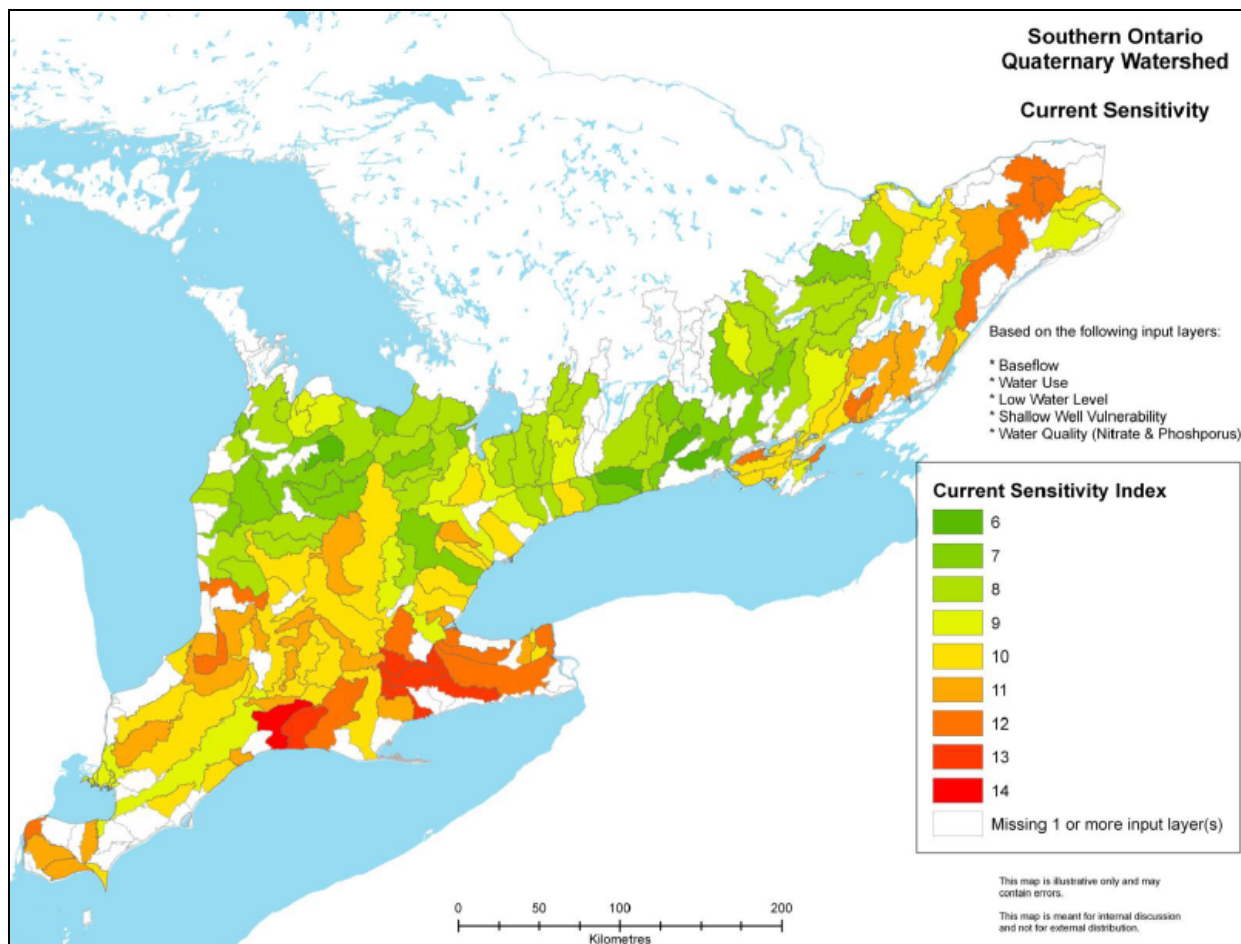 Southern Ontario
Quaternary Watershed
Current Sensitivity
Based on the following input layers:
* Baseflow
* Water Use
* Low Water Level
* Shallow Well Vulnerability
* Water Quality (Nitrate & Phoshporus)
Current Sensitivity Index
6
7
8
9
10
11
12
13
14
Missing 1 or more input layer(s)
This map is illustrative only and may
contain errors.
This map is meant for internal discussion
and not for external distribution.
0 50 100 200
Kilometres